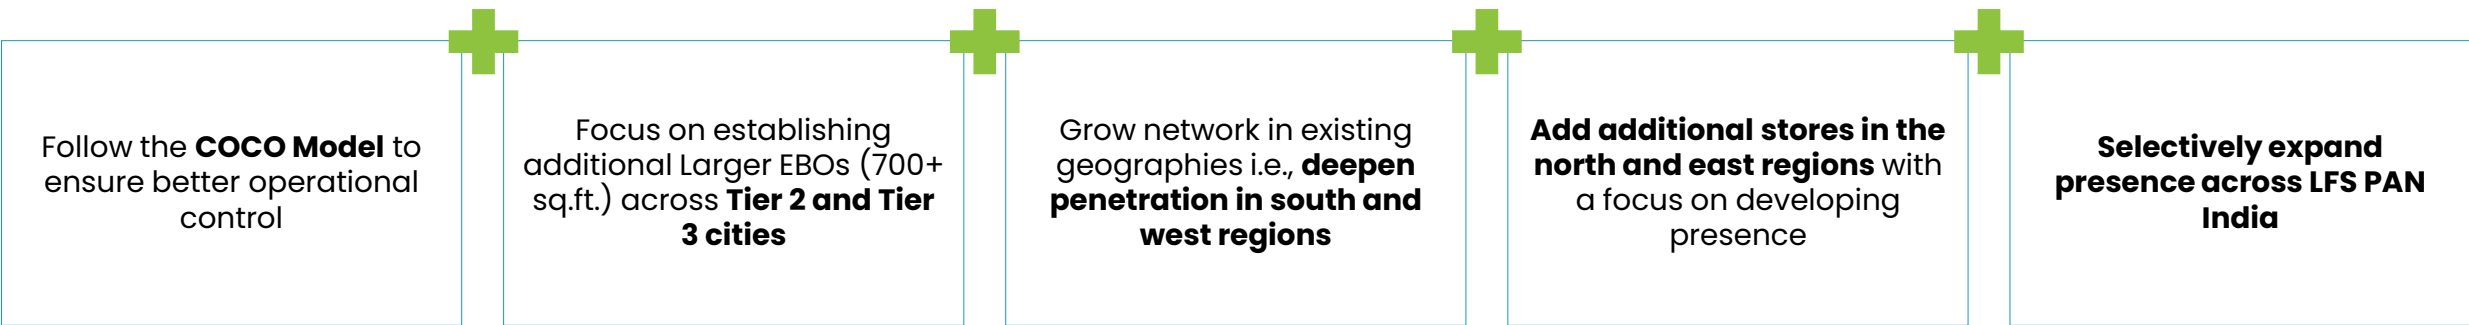 Follow the COCO Model to
ensure better operational
control
Focus on establishing
additional Larger EBOs (700+
sq.ft.) across Tier 2 and Tier
3 cities
Grow network in existing
geographies i.e., deepen
penetration in south and
west regions
Add additional stores in the
north and east regions with
a focus on developing
presence
Selectively expand
presence across LFS PAN
India